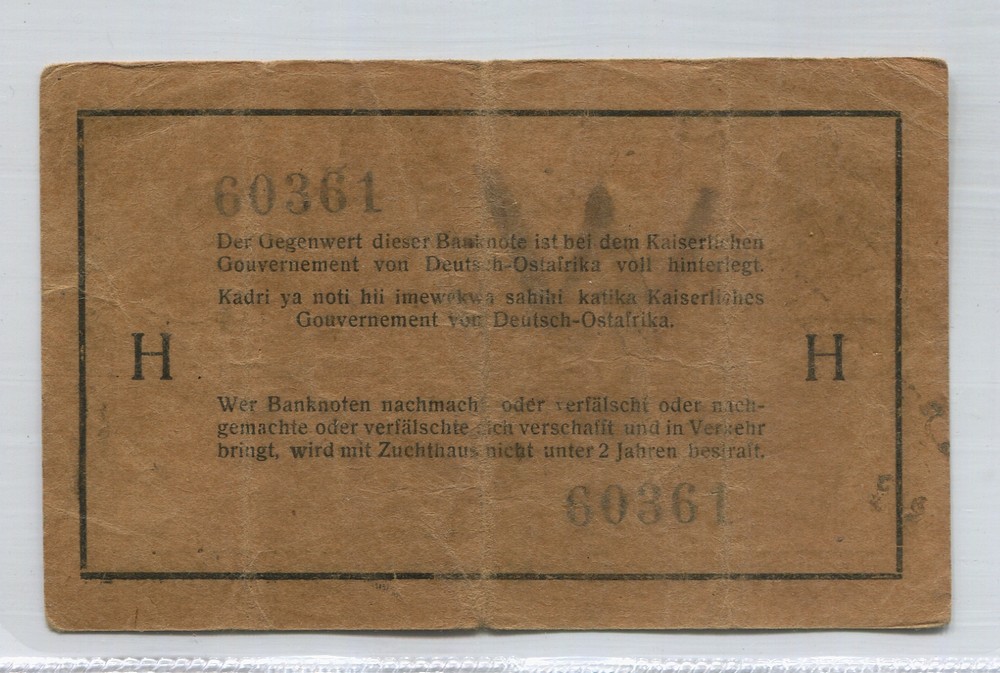 60361
Der Gegenwert dieser Banknote ist bei dem Kaiserlichen
Gouvernement von Deutsch-Ostafrika voll hinterlegt.
Kadri ya noti hii imewekwa sahihi katika Kaiserliches
Gouvernement von Deutsch-Ostafrika.
H
H
Wer Banknoten nachmacht oder verfälscht oder nach-
gemachte oder verfälschte sich verschafft und in Verkehr
bringt, wird mit Zuchthaus nicht unter 2 Jahren bestraft.
60361